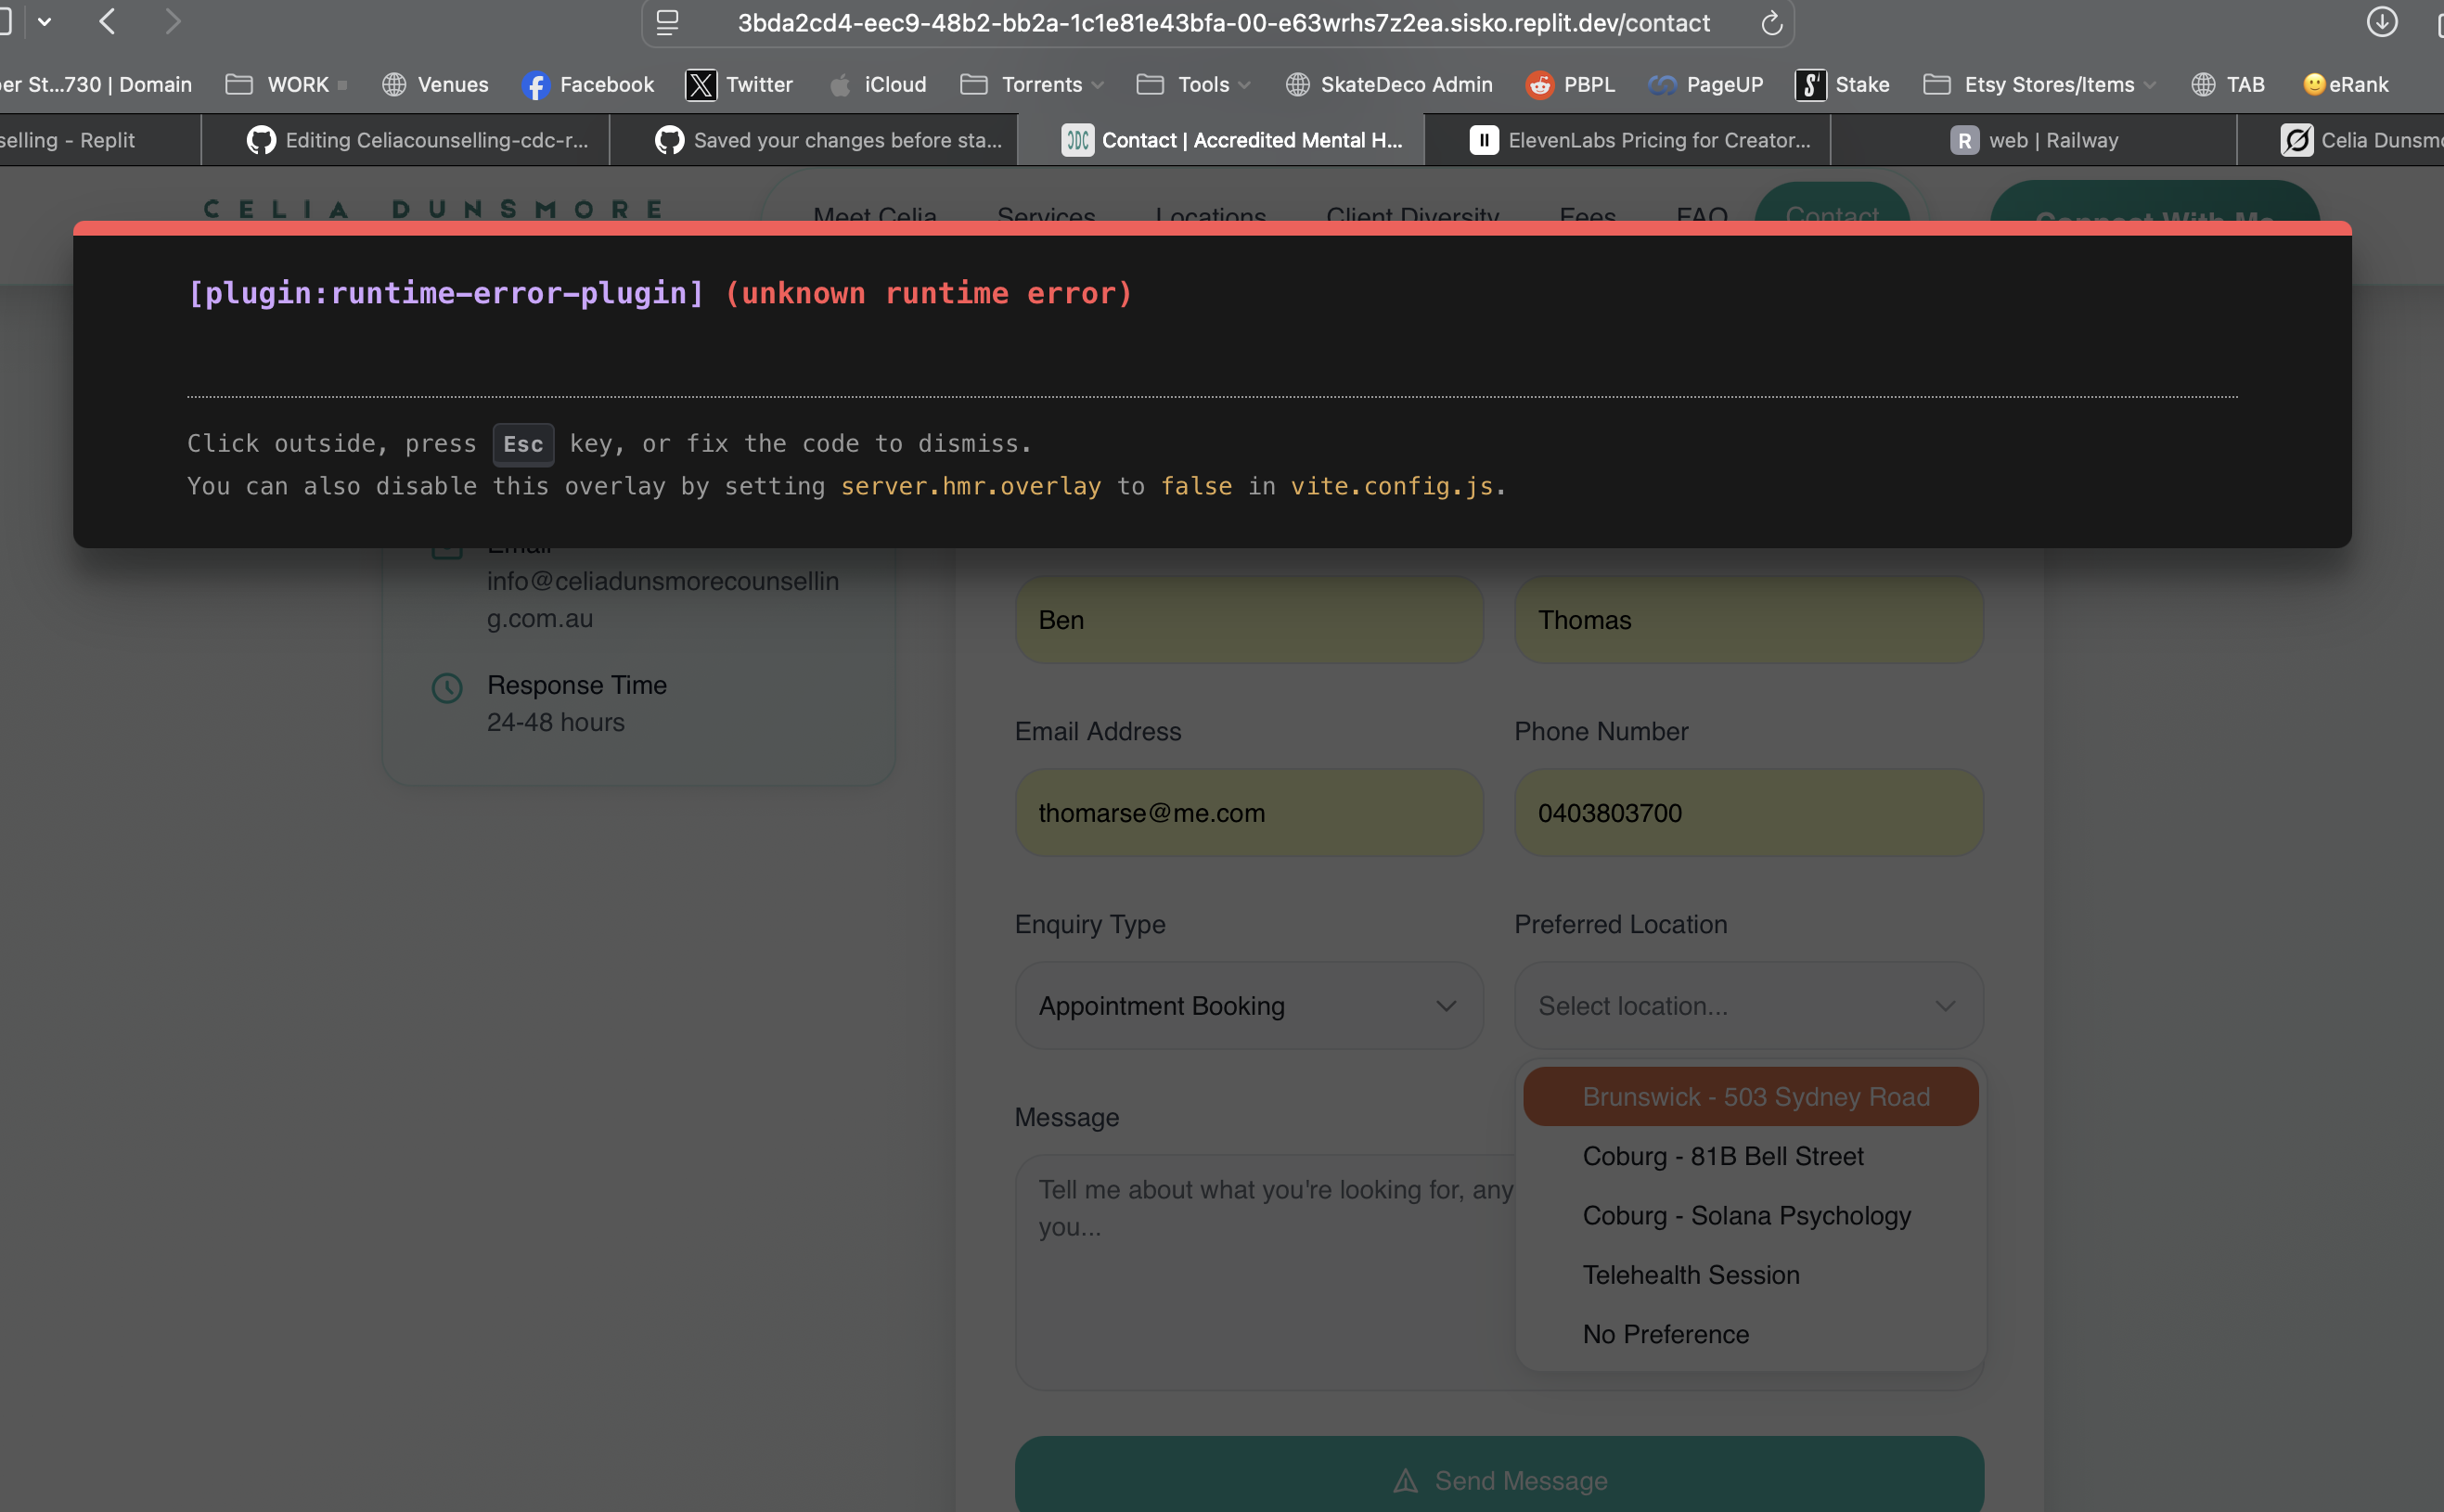 3bda2cd4-eec9-48b2-bb2a-1c1e81e43bfa-00-e63wrhs7z2ea.sisko.replit.dev/contact
er St...730 | Domain WORK Venues Facebook Twitter iCloud Torrents Tools SkateDeco Admin PBPL PageUP Stake Etsy Stores/Items TAB eRank
selling - Replit Editing Celiacounselling-cdc-r... Saved your changes before sta... Contact | Accredited Mental H... ElevenLabs Pricing for Creator... web | Railway Celia Dunsmo
CELIA DUNSMORE Meet Celia Services Locations Client Diversity Fees FAQ Contact Connect With Me
[plugin:runtime-error-plugin] (unknown runtime error)
Click outside, press Esc key, or fix the code to dismiss.
You can also disable this overlay by setting server.hmr.overlay to false in vite.config.js.
Email
info@celiadunsmorecounsellin
g.com.au
Response Time
24-48 hours
Ben Thomas
Email Address Phone Number
thomarse@me.com 0403803700
Enquiry Type Preferred Location
Appointment Booking Select location...
Brunswick - 503 Sydney Road
Coburg - 81B Bell Street
Coburg - Solana Psychology
Telehealth Session
No Preference
Message
Tell me about what you're looking for, any
you...
Send Message